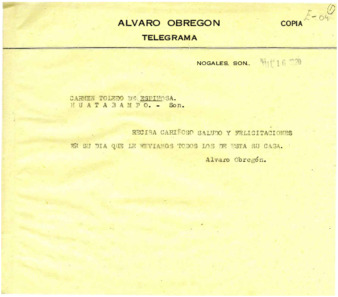 ALVARO OBREGON
COPIA
TELEGRAMA
NOGALES. SON.
CARMEN TOLEDO DE ESPINOSA.
HUATABAMPO. - Son.
RECIBA CARIÑOSO SALUDO Y FELICITACIONES
EN SU DIA QUE LE ENVIAMOS TODOS LOS DE ESTA SU CASA.
Alvaro Obregón.